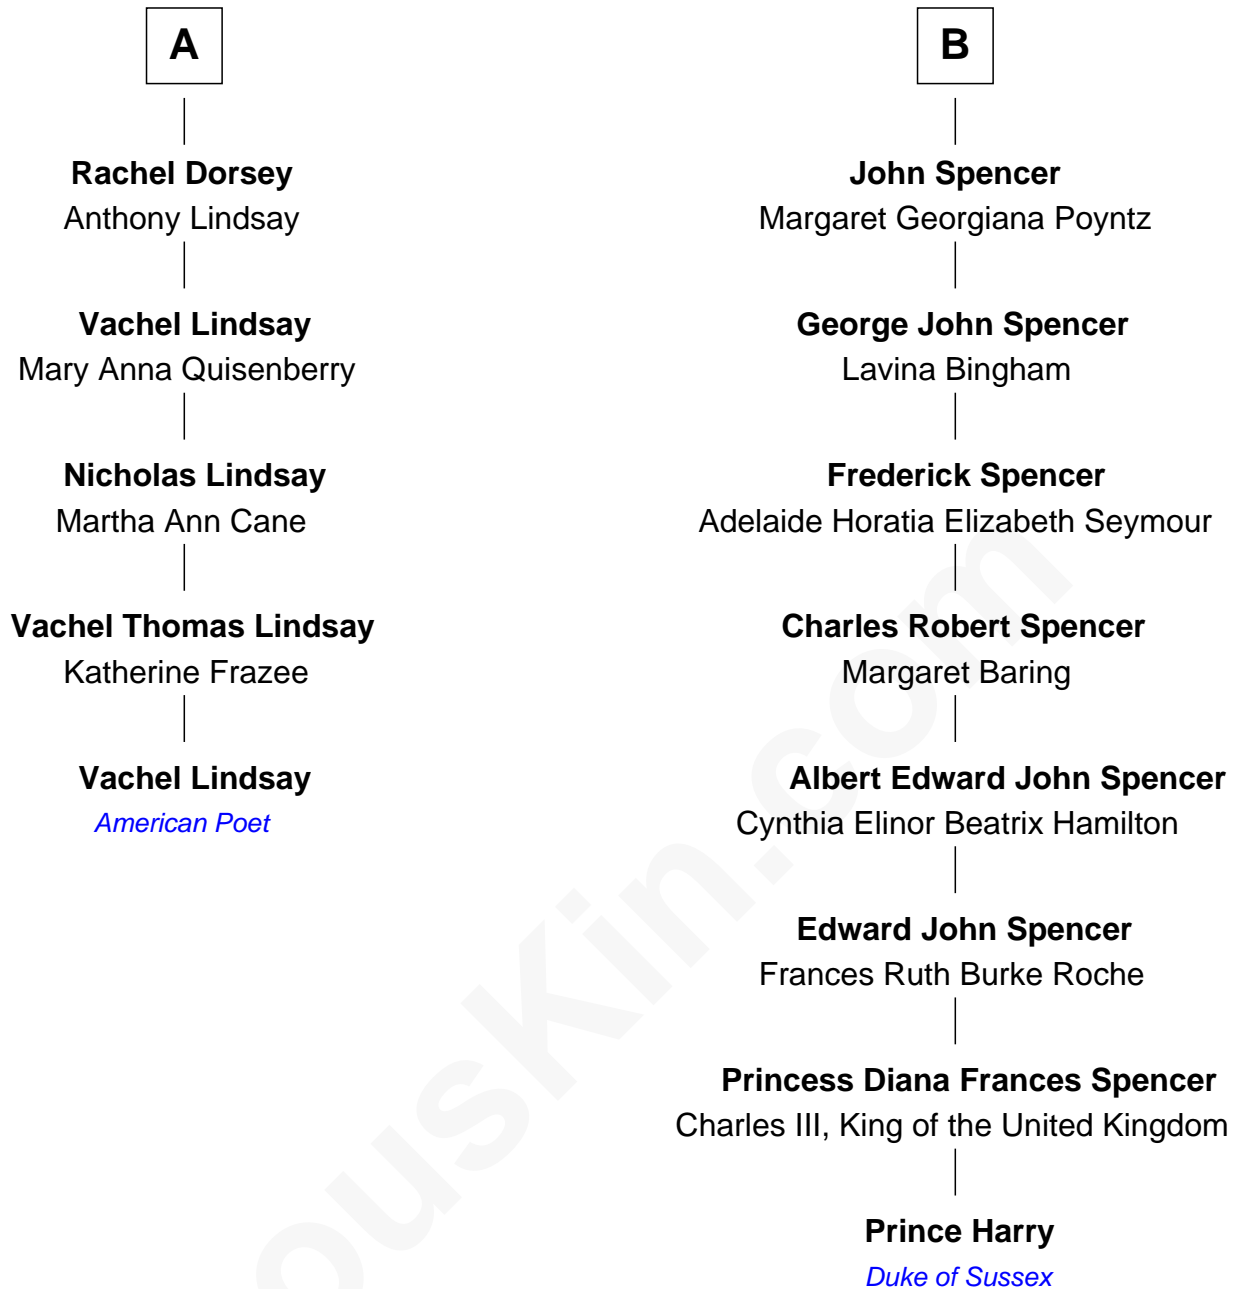 A
Rachel Dorsey
Anthony Lindsay
Vachel Lindsay
Mary Anna Quisenberry
Nicholas Lindsay
Martha Ann Cane
Vachel Thomas Lindsay
Katherine Frazee
Vachel Lindsay
American Poet
B
John Spencer
Margaret Georgiana Poyntz
George John Spencer
Lavina Bingham
Frederick Spencer
Adelaide Horatia Elizabeth Seymour
Charles Robert Spencer
Margaret Baring
Albert Edward John Spencer
Cynthia Elinor Beatrix Hamilton
Edward John Spencer
Frances Ruth Burke Roche
Princess Diana Frances Spencer
Charles III, King of the United Kingdom
Prince Harry
Duke of Sussex
ousKin.com